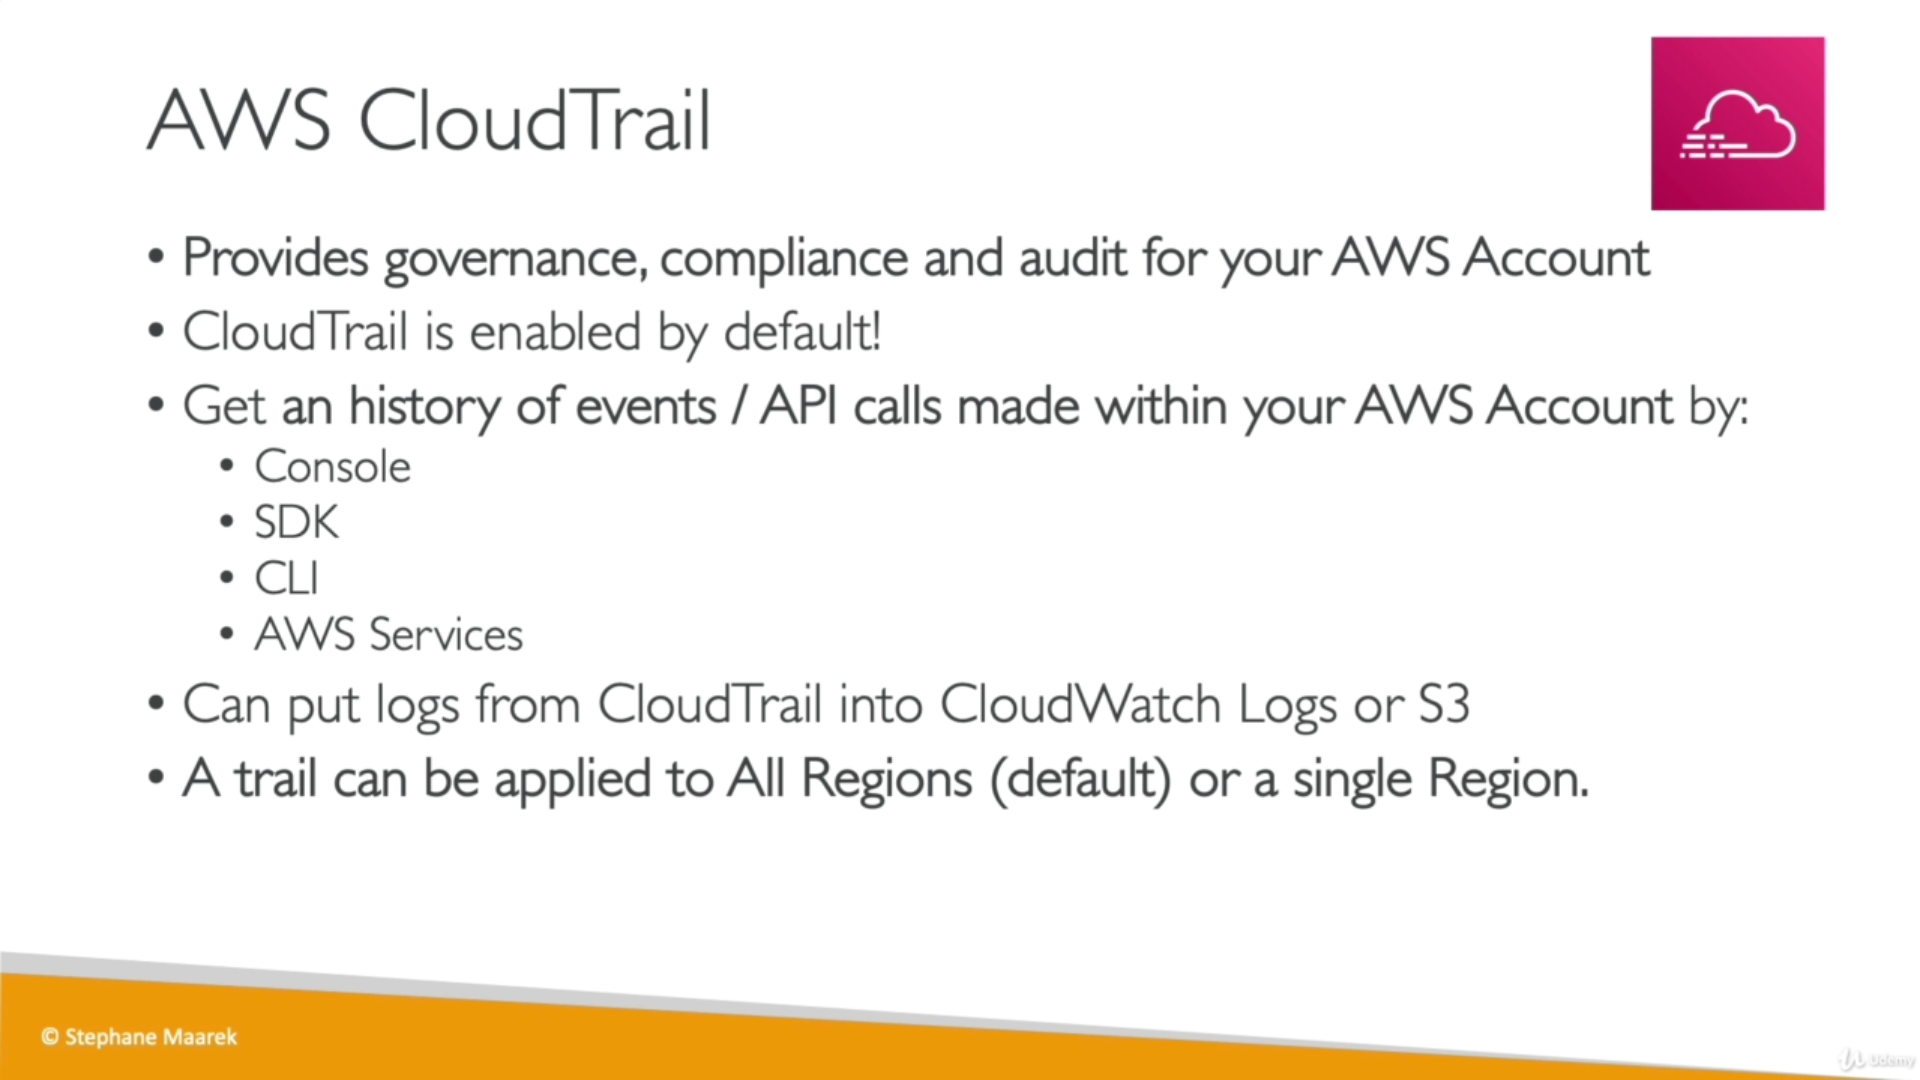 AWS CloudTrail
• Provides governance, compliance and audit for your AWS Account
• CloudTrail is enabled by default!
• Get an history of events / API calls made within your AWS Account by:
• Console
• SDK
• CLI
• AWS Services
• Can put logs from CloudTrail into CloudWatch Logs or S3
• A trail can be applied to All Regions (default) or a single Region.
© Stephane Maarek
Udemy